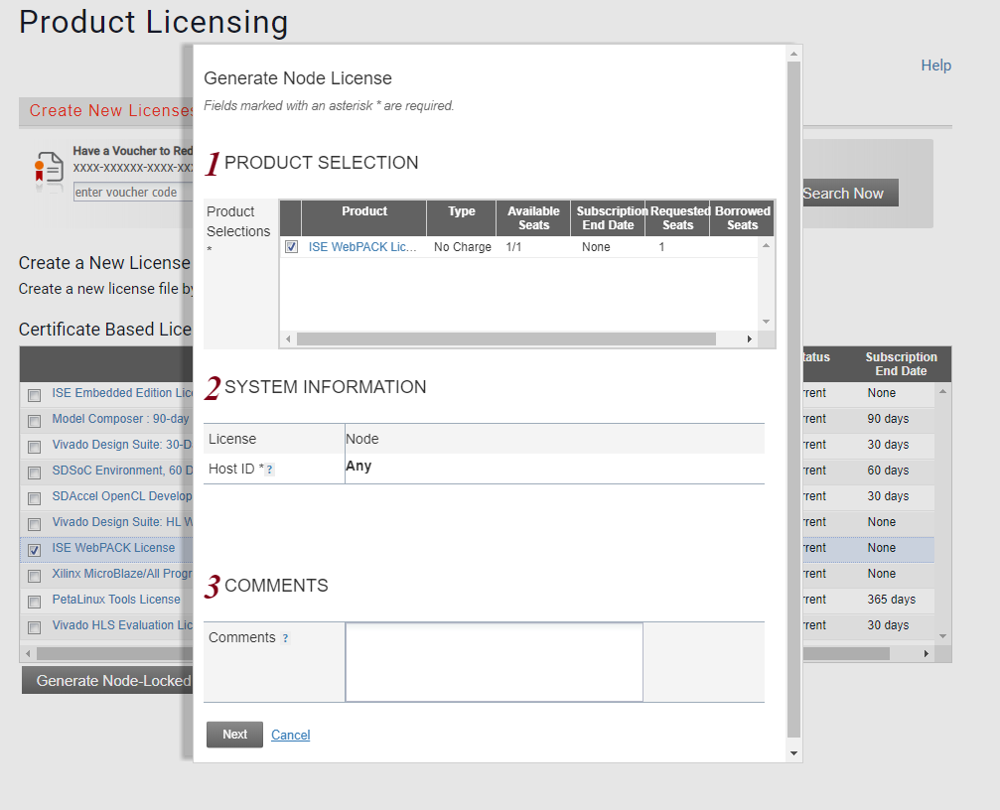 Product Licensing
Help
Create New Licenses
Have a Voucher to Red
XXXX-XXXXXX-XXXX-XX
enter voucher code
Search Now
Create a New License
Create a new license file by
Certificate Based Lice
tatus
Subscription
End Date
ISE Embedded Edition Lic
rrent
None
Model Composer : 90-day
rrent
90 days
Vivado Design Suite: 30-D
rrent
30 days
SDSoC Environment, 60 D
rrent
60 days
SDAccel OpenCL Develop
rrent
30 days
Vivado Design Suite: HL W
rrent
None
ISE WebPACK License
rrent
None
Xilinx MicroBlaze/All Progr
rrent
None
PetaLinux Tools License
rrent
365 days
Vivado HLS Evaluation Lic
rrent
30 days
Generate Node-Locked
Generate Node License
Fields marked with an asterisk * are required.
1 PRODUCT SELECTION
Product
Selections
*
Product
Type
Available
Seats
Subscription
End Date
Requested
Seats
Borrowed
Seats
ISE WebPACK Lic...
No Charge
1/1
None
1
2 SYSTEM INFORMATION
License
Node
Host ID * ?
Any
3 COMMENTS
Comments ?
Next
Cancel